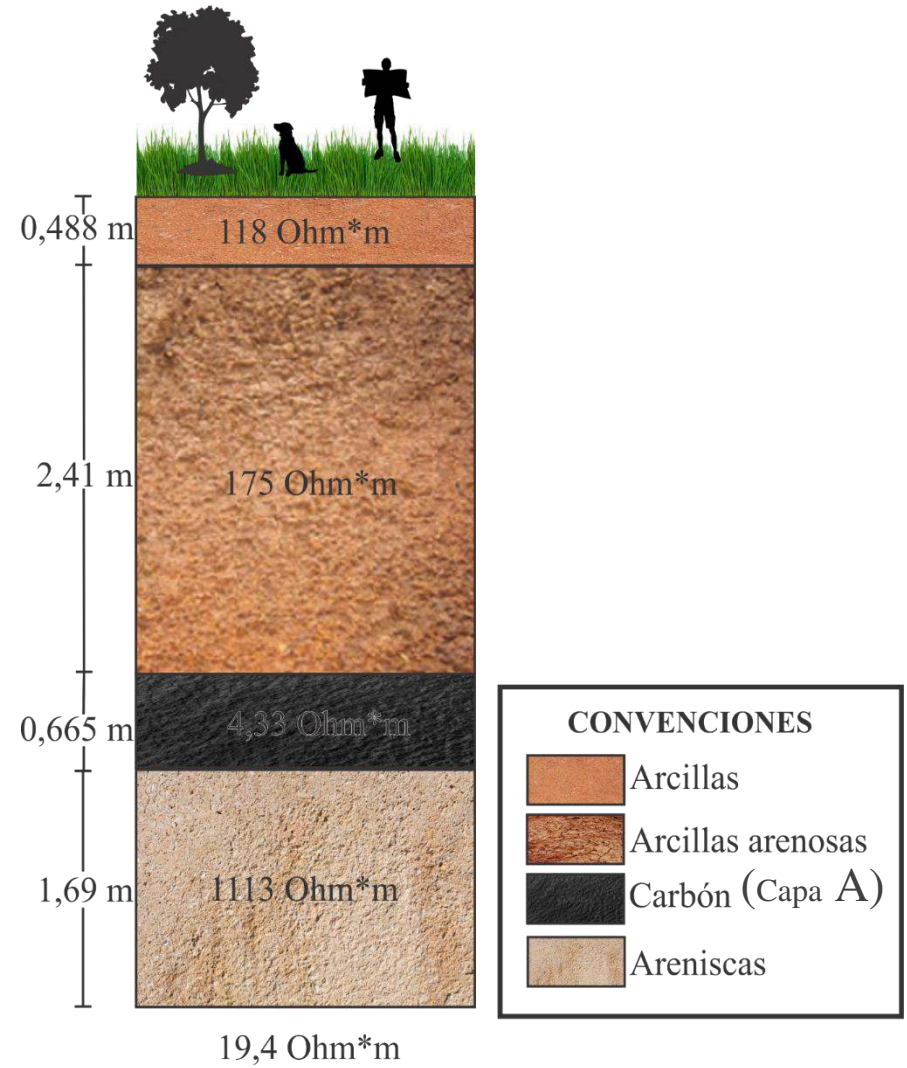 0,488 m
118 Ohm*m
2,41 m
175 Ohm*m
0,665 m
4,33 Ohm*m
1,69 m
1113 Ohm*m
19,4 Ohm*m
CONVENCIONES
Arcillas
Arcillas arenosas
Carbón (Capa A)
Areniscas